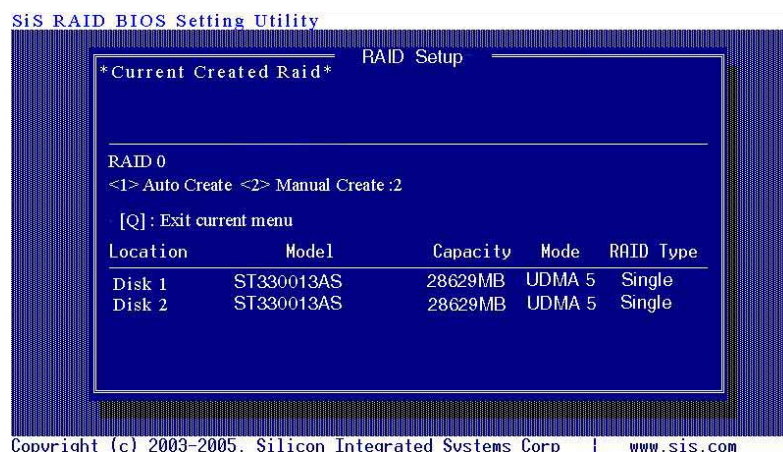 SiS RAID BIOS Setting Utility
RAID Setup
*Current Created Raid*
RAID 0
<1> Auto Create <2> Manual Create :2
[Q] : Exit current menu
Location Model Capacity Mode RAID Type
Disk 1 ST330013AS 28629MB UDMA 5 Single
Disk 2 ST330013AS 28629MB UDMA 5 Single
Copyright (c) 2003-2005. Silicon Integrated Systems Corp | www.sis.com